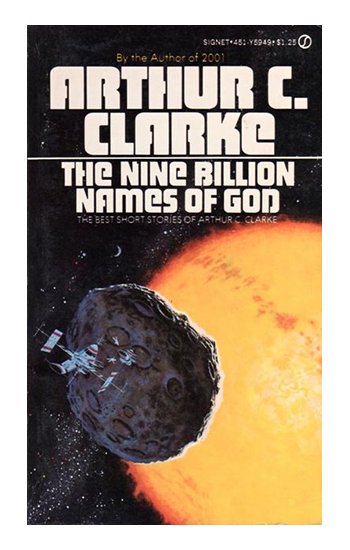 SIGNET•451-Y5949•$1.25
By the Author of 2001
ARTHUR C.
CLARKE
THE NINE BILLION
NAMES OF GOD
THE BEST SHORT STORIES OF ARTHUR C. CLARKE